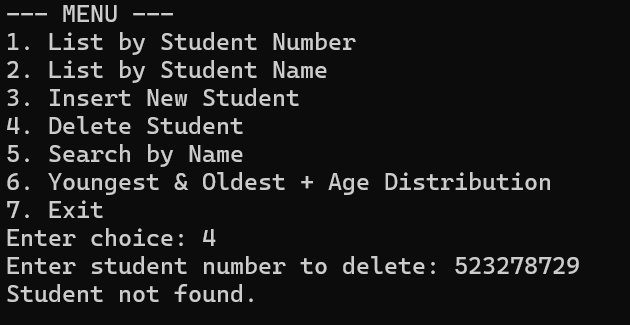 --- MENU ---
1. List by Student Number
2. List by Student Name
3. Insert New Student
4. Delete Student
5. Search by Name
6. Youngest & Oldest + Age Distribution
7. Exit
Enter choice: 4
Enter student number to delete: 523278729
Student not found.